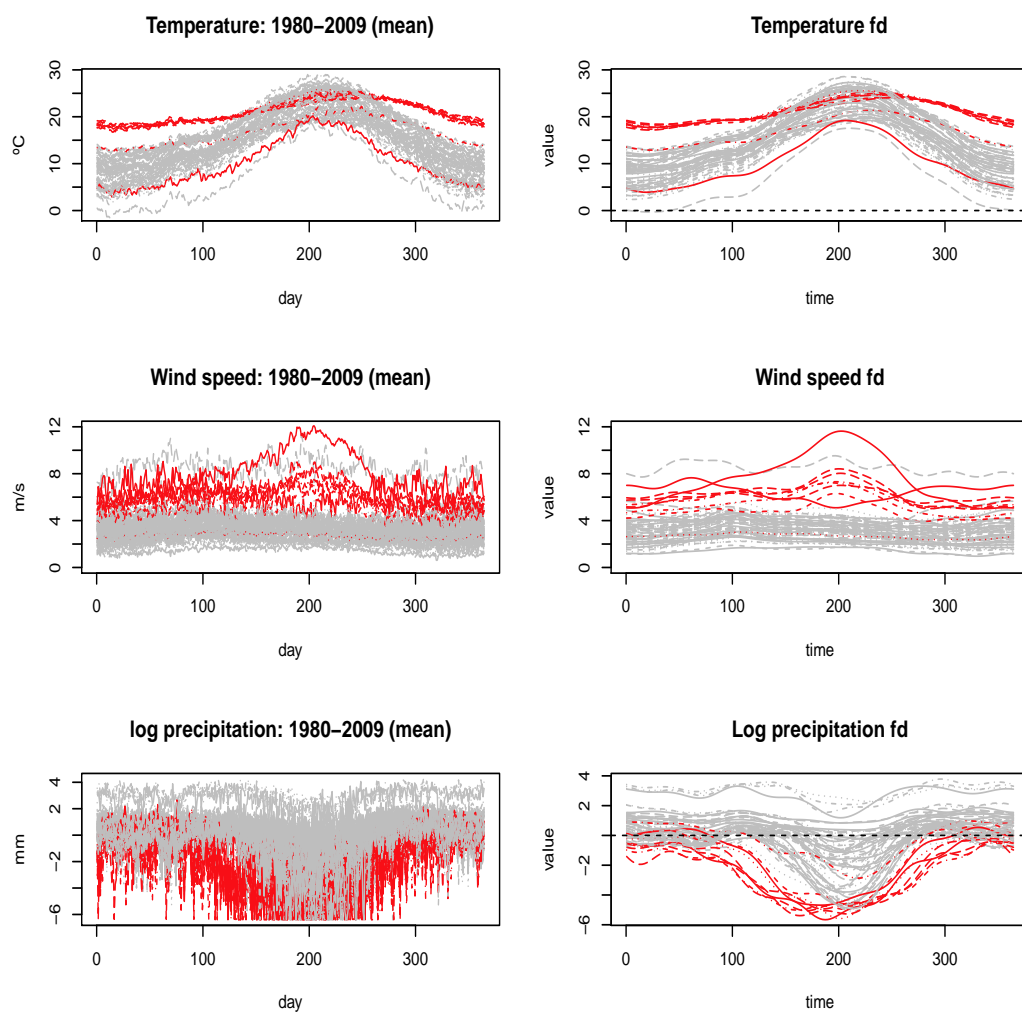 Temperature: 1980−2009 (mean)
ºC
30
20
10
0
0 100 200 300
day
Temperature fd
value
30
20
10
0
0 100 200 300
time
Wind speed: 1980−2009 (mean)
m/s
12
8
4
0
0 100 200 300
day
Wind speed fd
value
12
8
4
0
0 100 200 300
time
log precipitation: 1980−2009 (mean)
mm
4
2
−2
−6
0 100 200 300
day
Log precipitation fd
value
4
2
−2
−6
0 100 200 300
time